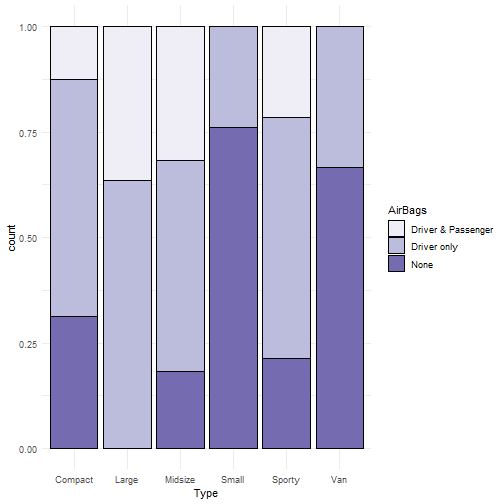 1.00
0.75
0.50
0.25
0.00
count
Compact
Large
Midsize
Small
Sporty
Van
Type
AirBags
Driver & Passenger
Driver only
None